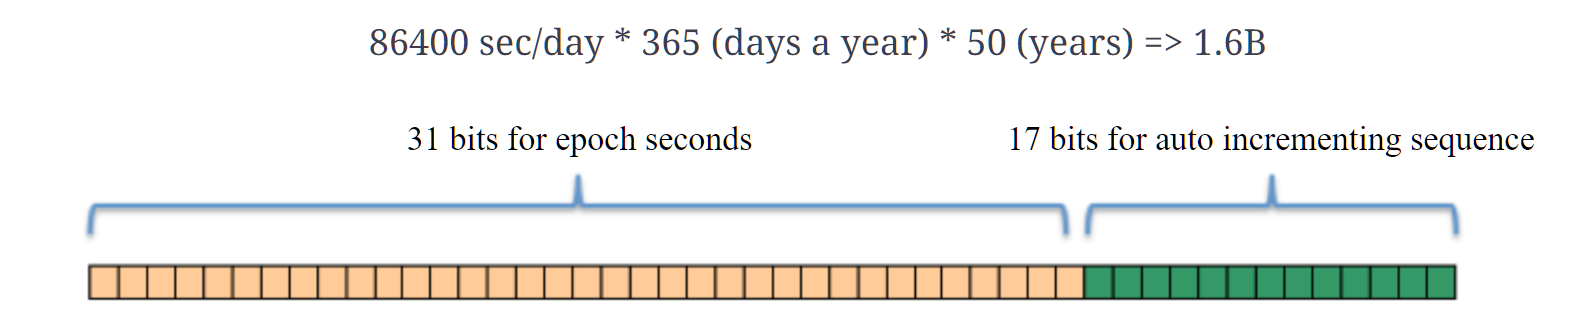 86400 sec/day * 365 (days a year) * 50 (years) => 1.6B
31 bits for epoch seconds
17 bits for auto incrementing sequence